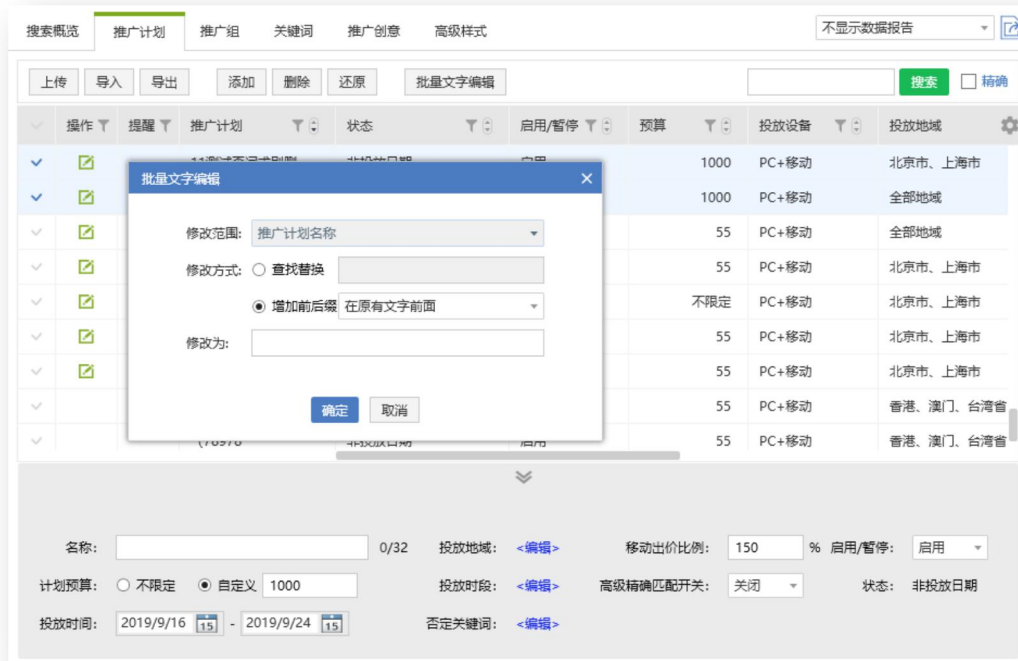 搜索概览 推广计划 推广组 关键词 推广创意 高级样式 不显示数据报告
上传 导入 导出 添加 删除 还原 批量文字编辑 搜索 精确
操作 提醒 推广计划 状态 启用/暂停 预算 投放设备 投放地域
1000 PC+移动 北京市、上海市
批量文字编辑
1000 PC+移动 全部地域
修改范围: 推广计划名称 55 PC+移动 全部地域
修改方式: 查找替换 55 PC+移动 北京市、上海市
增加前后缀 在原有文字前面 不限定 PC+移动 北京市、上海市
修改为: 55 PC+移动 北京市、上海市
55 PC+移动 北京市、上海市
确定 取消 55 PC+移动 香港、澳门、台湾省
非投放日期 启用 55 PC+移动 香港、澳门、台湾省
名称: 0/32 投放地域: <编辑> 移动出价比例: 150 % 启用/暂停: 启用
计划预算: 不限定 自定义 1000 投放时段: <编辑> 高级精确匹配开关: 关闭 状态: 非投放日期
投放时间: 2019/9/16 15 - 2019/9/24 15 否定关键词: <编辑>